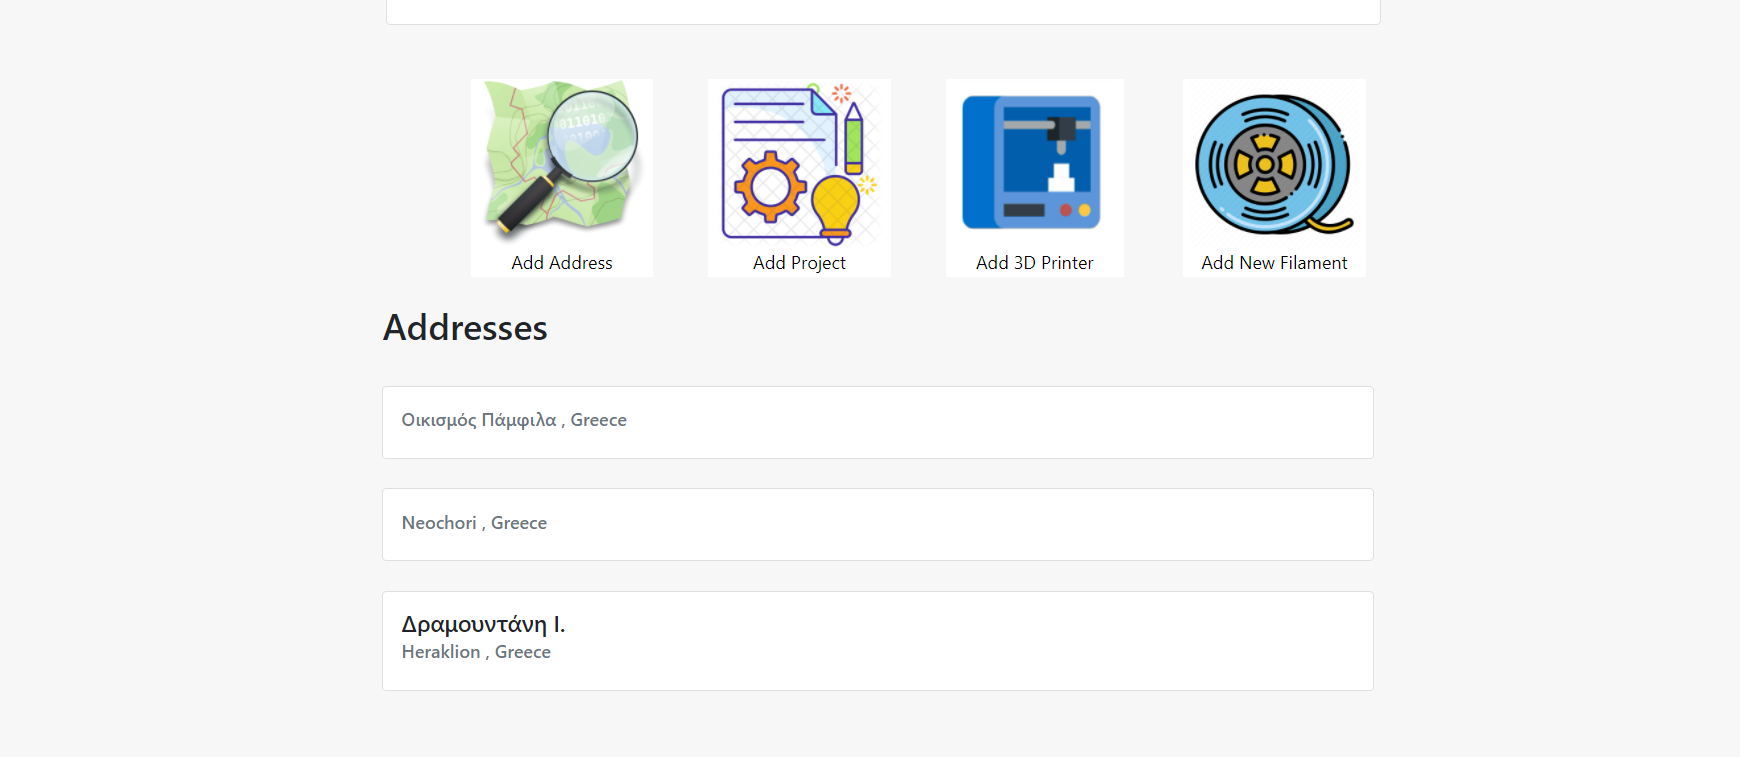 011010
Add Address
Add Project
Add 3D Printer
Add New Filament
Addresses
Οικισμός Πάμφιλα , Greece
Neochori , Greece
Δραμουντάνη Ι.
Heraklion , Greece